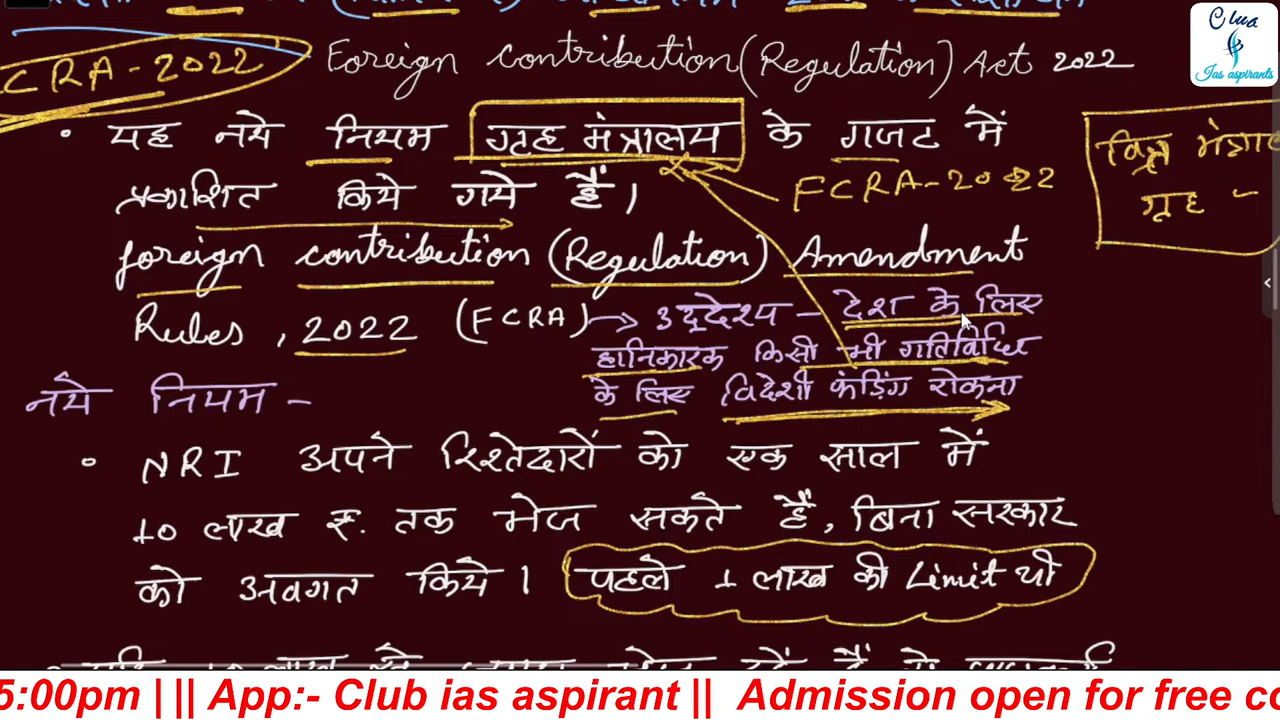 Club
Ias aspirants
CRA-2022 Foreign contribution (Regulation) Act 2022
• यह नये नियम गृह मंत्रालय के गजट में
प्रकाशित किये गये हैं।
FCRA-2022
वित्त
गृह -
foreign contribution (Regulation) Amendment
Rules, 2022 (FCRA) → उद्देश्य - देश के लिए
हानिकारक किसी भी गतिविधि
के लिए विदेशी फंडिंग रोकना
नये नियम -
• NRI अपने रिश्तेदारों को एक साल में
10 लाख रु. तक भेज सकते हैं, बिना सरकार
को अवगत किये। पहले 1 लाख की Limit थी
5:00pm | || App:- Club ias aspirant || Admission open for free co